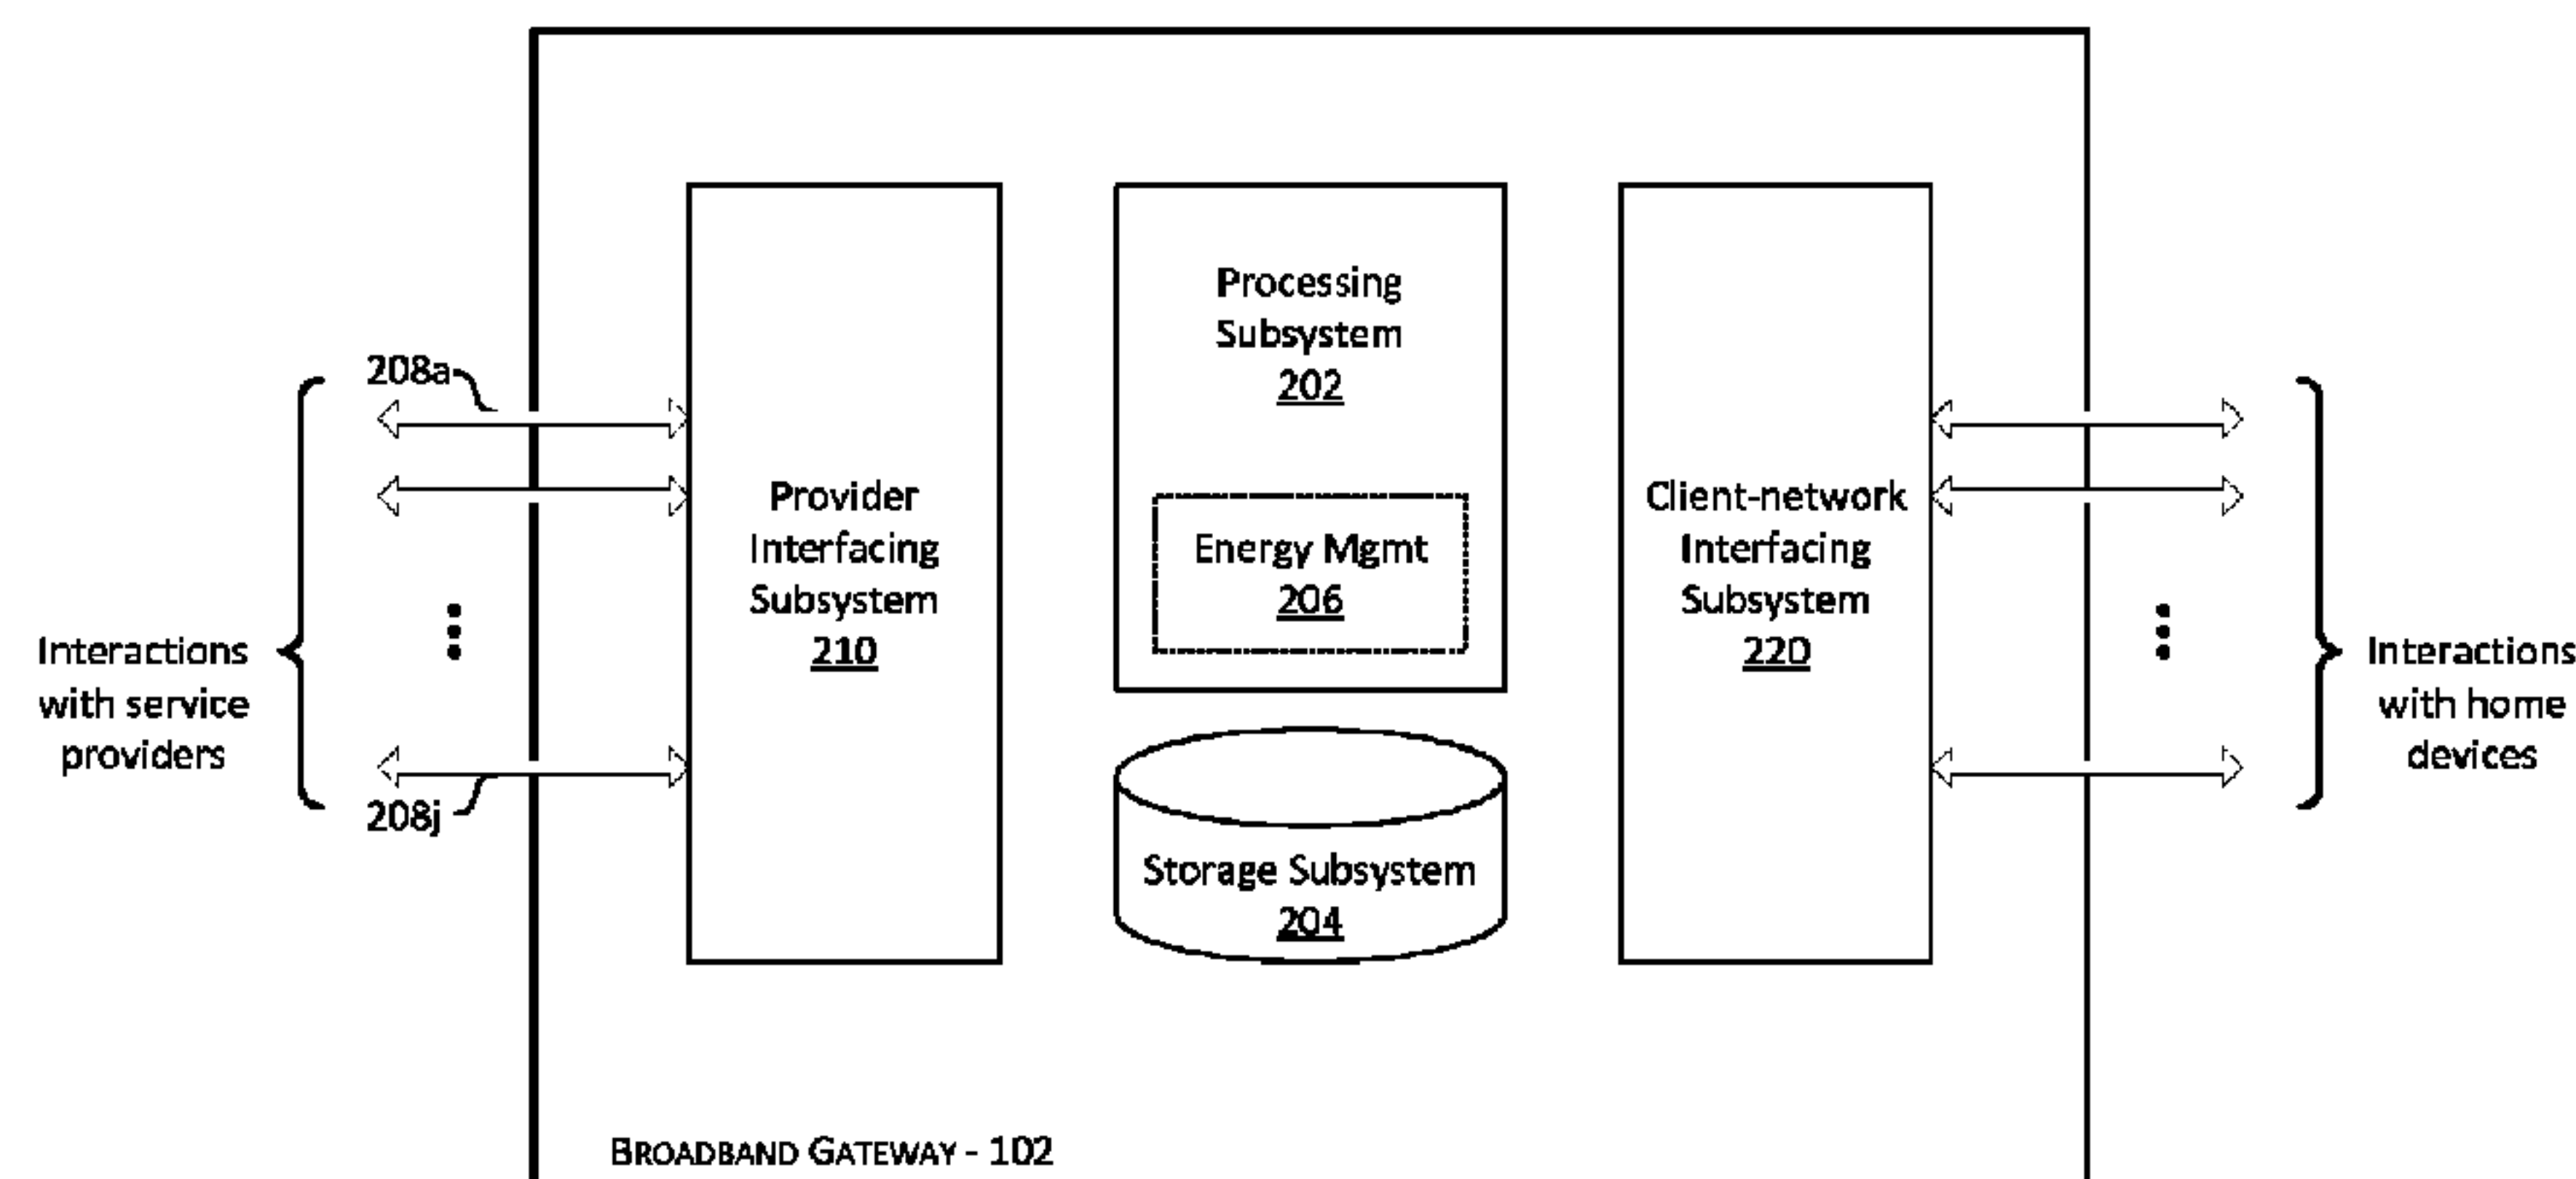 Interactions
with service
providers
208a
208j
Provider
Interfacing
Subsystem
210
Processing
Subsystem
202
Energy Mgmt
206
Storage Subsystem
204
Client-network
Interfacing
Subsystem
220
Interactions
with home
devices
BROADBAND GATEWAY - 102